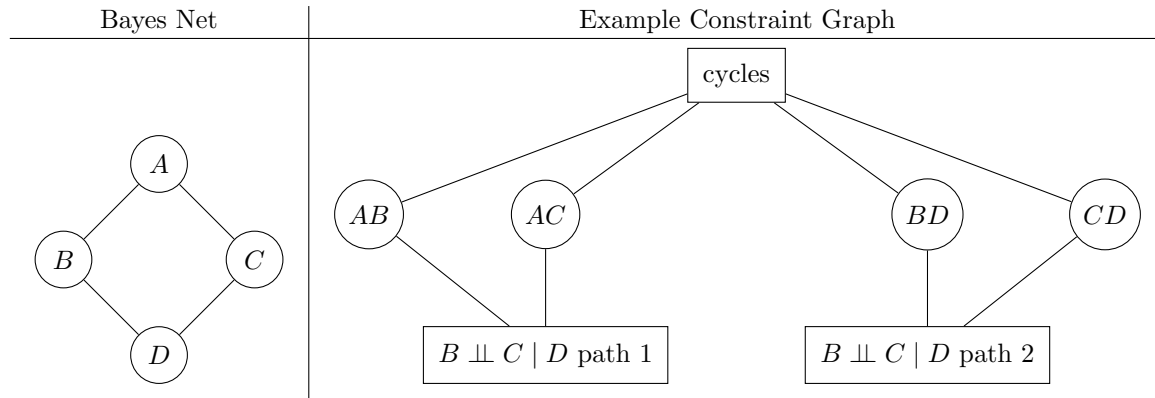 Bayes Net
Example Constraint Graph
cycles
A
AB
AC
BD
CD
B
C
D
B ⫫ C | D path 1
B ⫫ C | D path 2